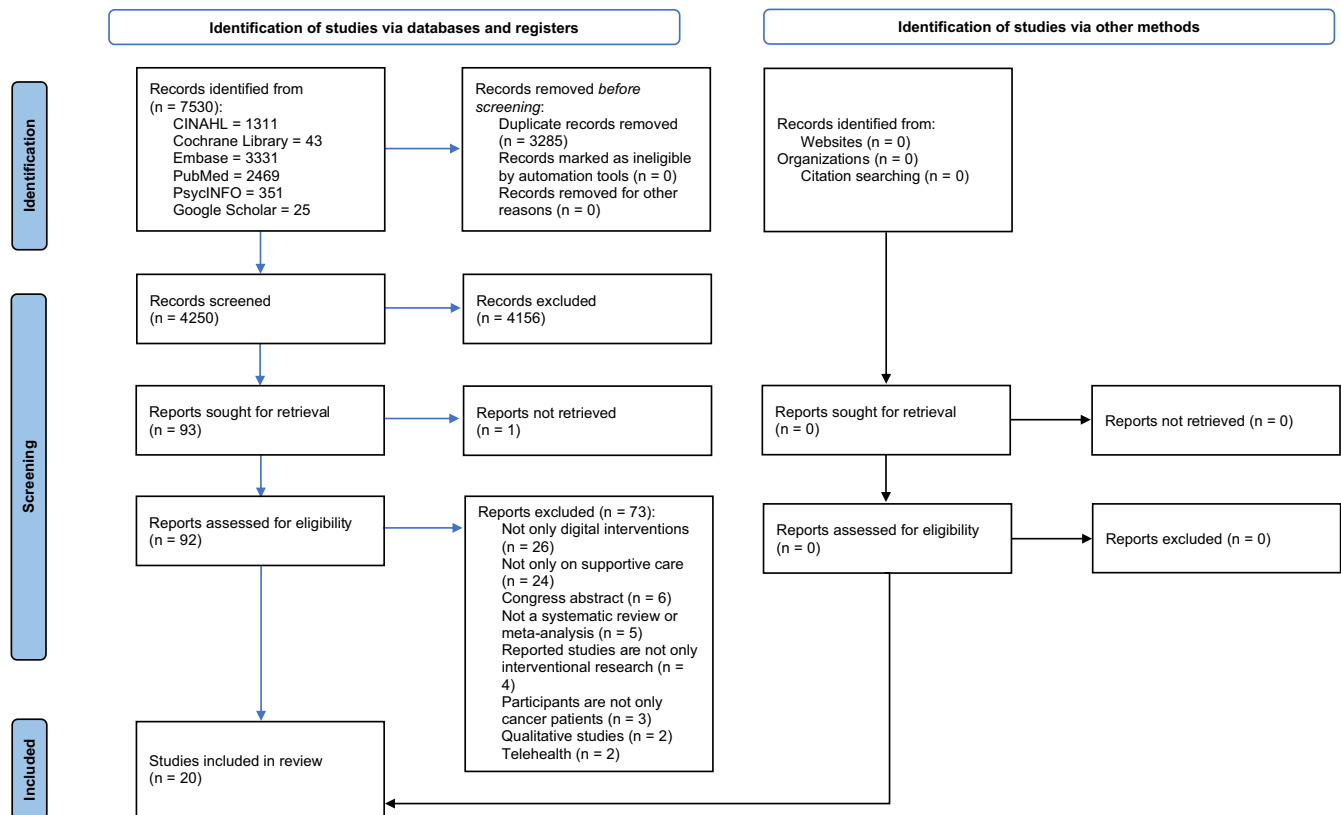 Identification of studies via databases and registers
Identification of studies via other methods
Identification
Records identified from
(n = 7530):
CINAHL = 1311
Cochrane Library = 43
Embase = 3331
PubMed = 2469
PsycINFO = 351
Google Scholar = 25
Records removed before
screening:
Duplicate records removed
(n = 3285)
Records marked as ineligible
by automation tools (n = 0)
Records removed for other
reasons (n = 0)
Records identified from:
Websites (n = 0)
Organizations (n = 0)
Citation searching (n = 0)
Screening
Records screened
(n = 4250)
Records excluded
(n = 4156)
Reports sought for retrieval
(n = 93)
Reports not retrieved
(n = 1)
Reports sought for retrieval
(n = 0)
Reports not retrieved (n = 0)
Reports assessed for eligibility
(n = 92)
Reports excluded (n = 73):
Not only digital interventions
(n = 26)
Not only on supportive care
(n = 24)
Congress abstract (n = 6)
Not a systematic review or
meta-analysis (n = 5)
Reported studies are not only
interventional research (n =
4)
Participants are not only
cancer patients (n = 3)
Qualitative studies (n = 2)
Telehealth (n = 2)
Reports assessed for eligibility
(n = 0)
Reports excluded (n = 0)
Included
Studies included in review
(n = 20)